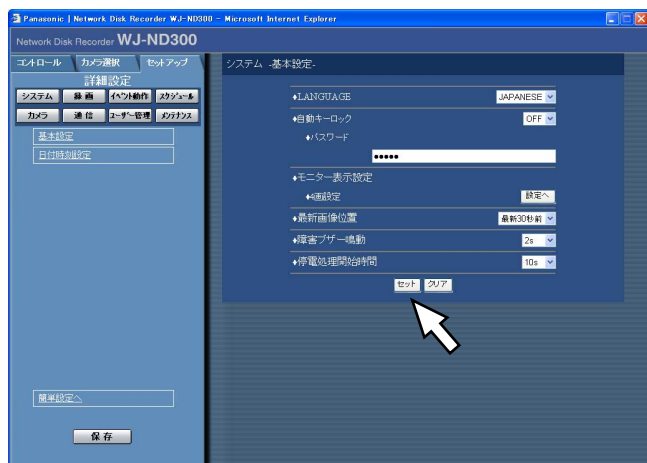 Panasonic | Network Disk Recorder WJ-ND300 - Microsoft Internet Explorer
Network Disk Recorder WJ-ND300
コントロール カメラ選択 セットアップ
詳細設定
システム 録画 イベント動作 スケジュール
カメラ 通信 ユーザー管理 メンテナンス
基本設定
日付時刻設定
簡単設定へ
保存
システム -基本設定-
♦LANGUAGE JAPANESE
♦自動キーロック OFF
♦パスワード
●●●●●
♦モニター表示設定
♦4画設定 設定へ
♦最新画像位置 最新30秒前
♦障害ブザー鳴動 2s
♦停電処理開始時間 10s
セット クリア